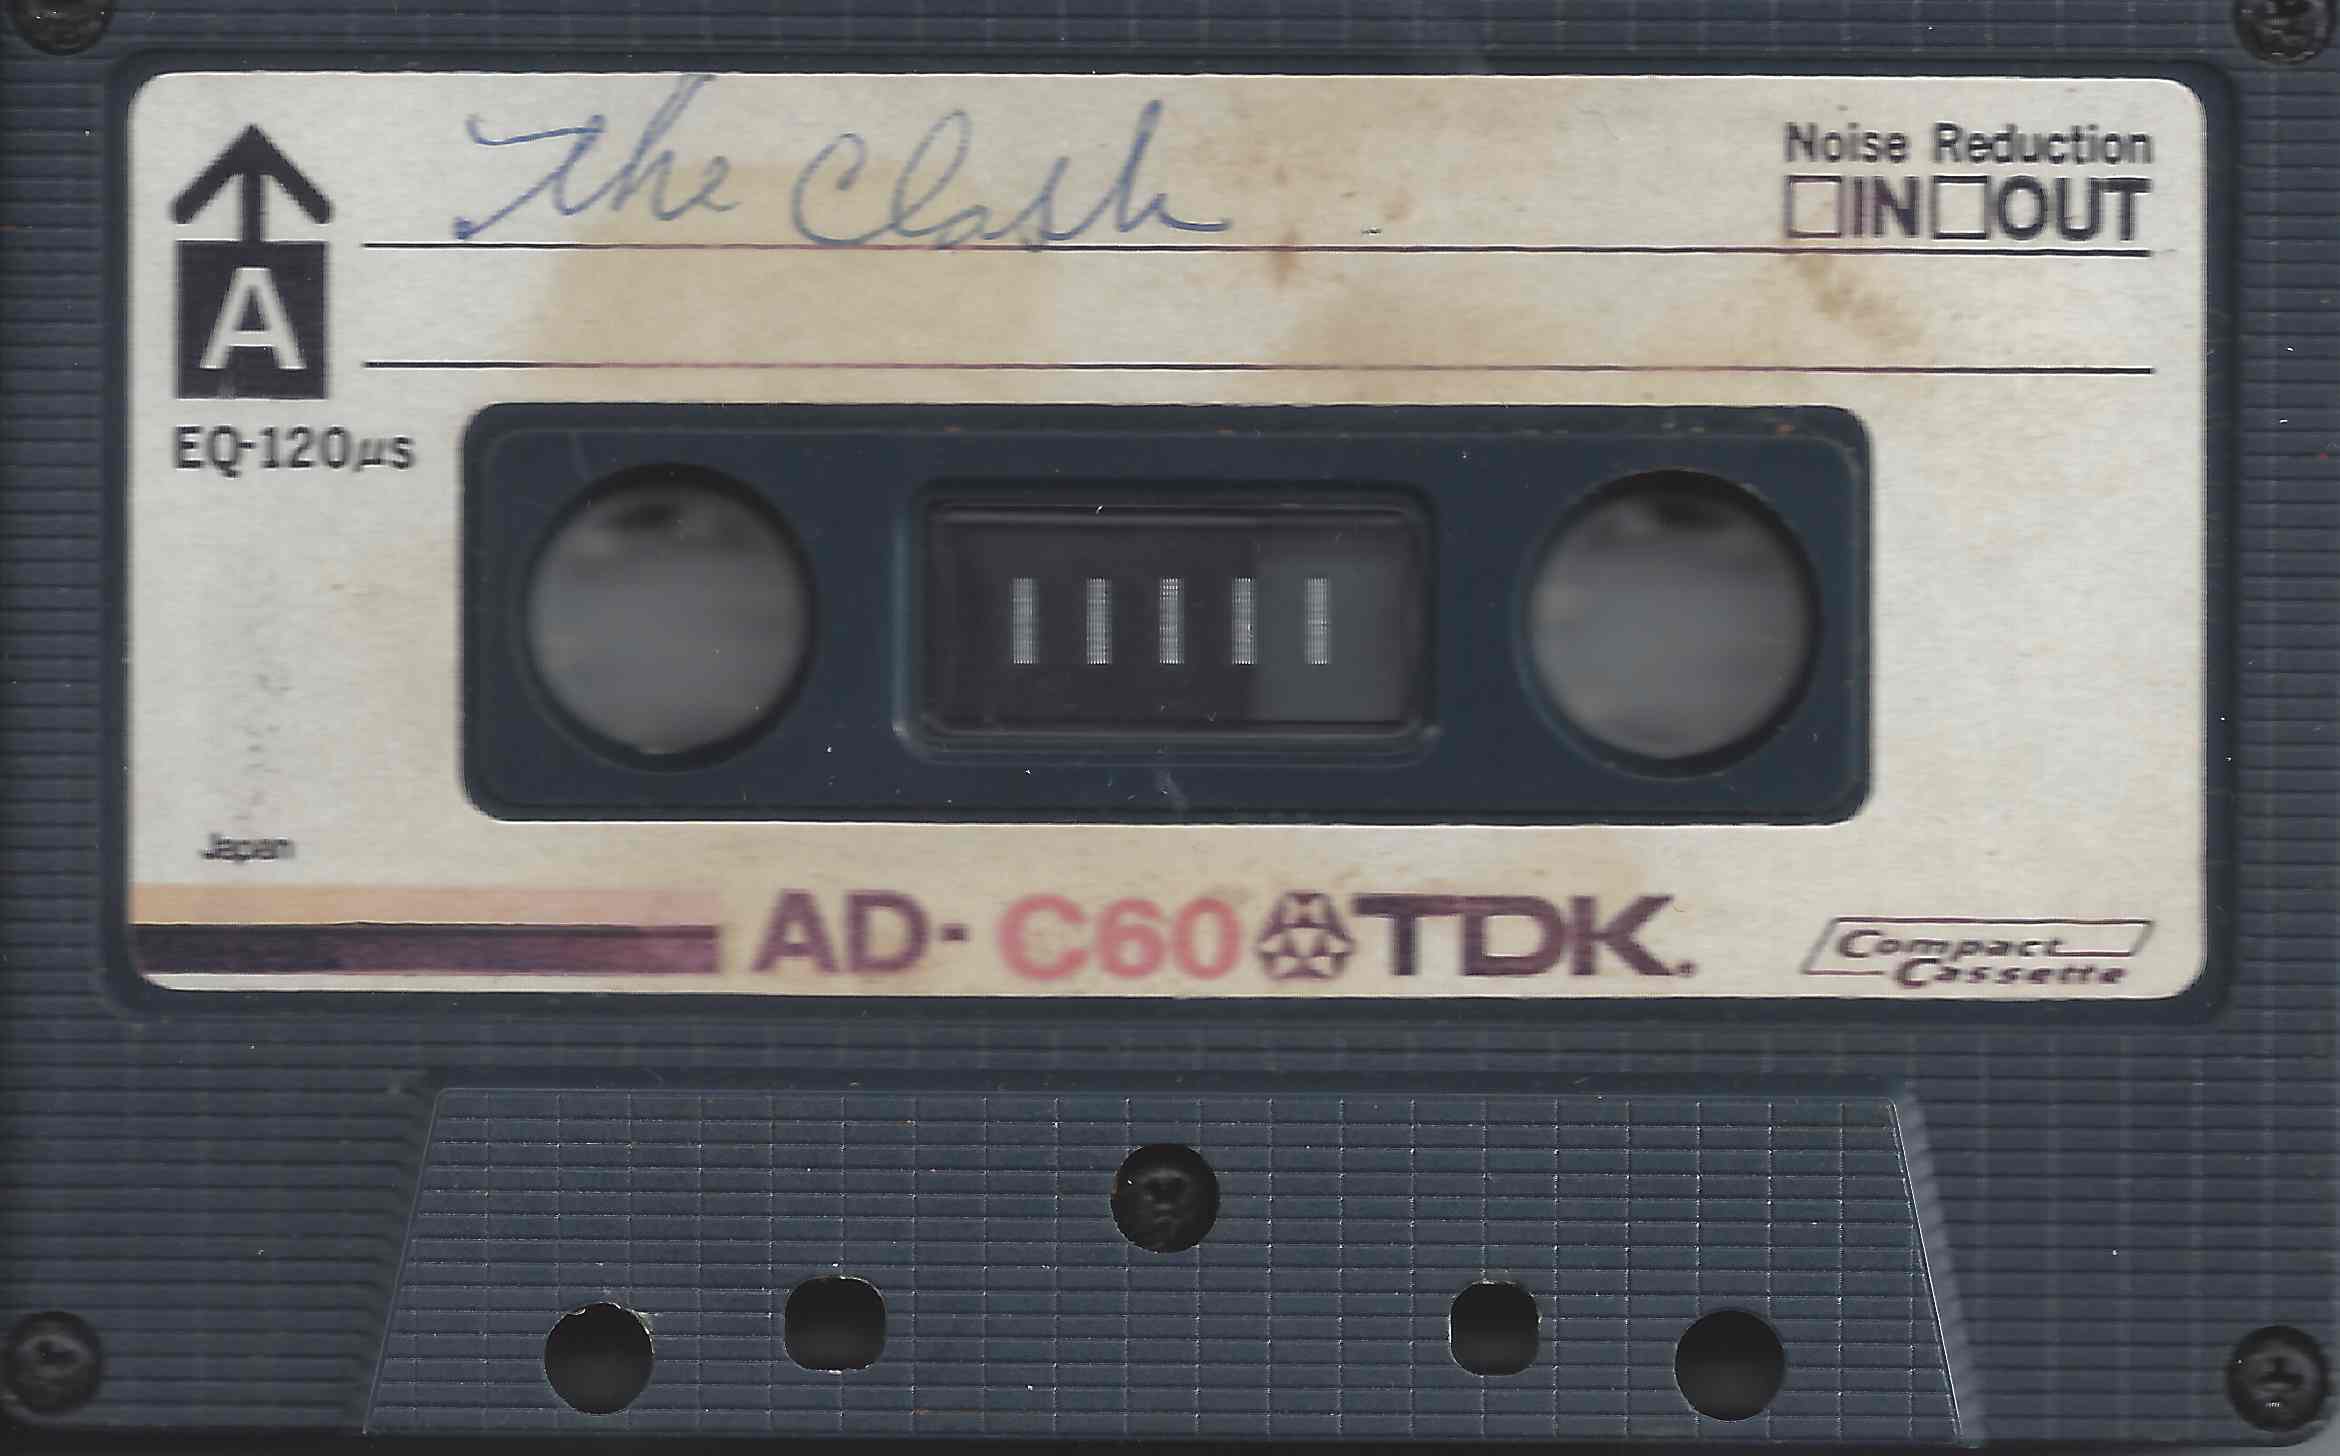 The Clash
Noise Reduction
IN OUT
A
EQ-120μs
Japan
AD-C60 TDK.
Compact
Cassette